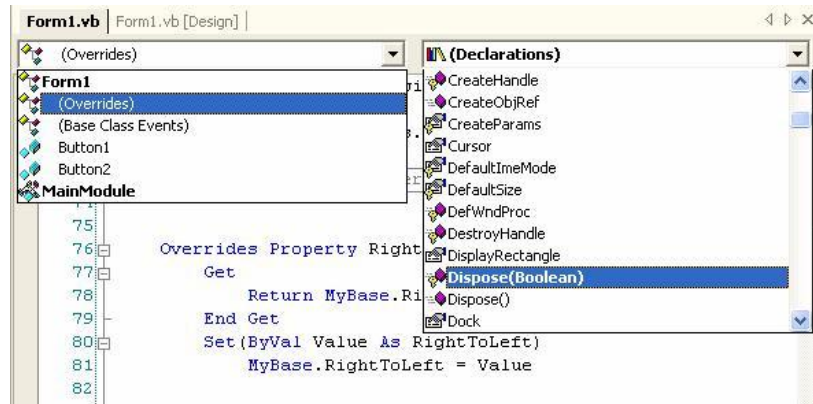 Form1.vb | Form1.vb [Design] |
(Overrides)
(Declarations)
Form1
(Overrides)
(Base Class Events)
Button1
Button2
MainModule
CreateHandle
CreateObjRef
CreateParams
Cursor
DefaultImeMode
DefaultSize
DefWndProc
DestroyHandle
DisplayRectangle
Dispose(Boolean)
Dispose()
Dock
75
76 Overrides Property Right
77 Get
78 Return MyBase.Ri
79 End Get
80 Set(ByVal Value As RightToLeft)
81 MyBase.RightToLeft = Value
82